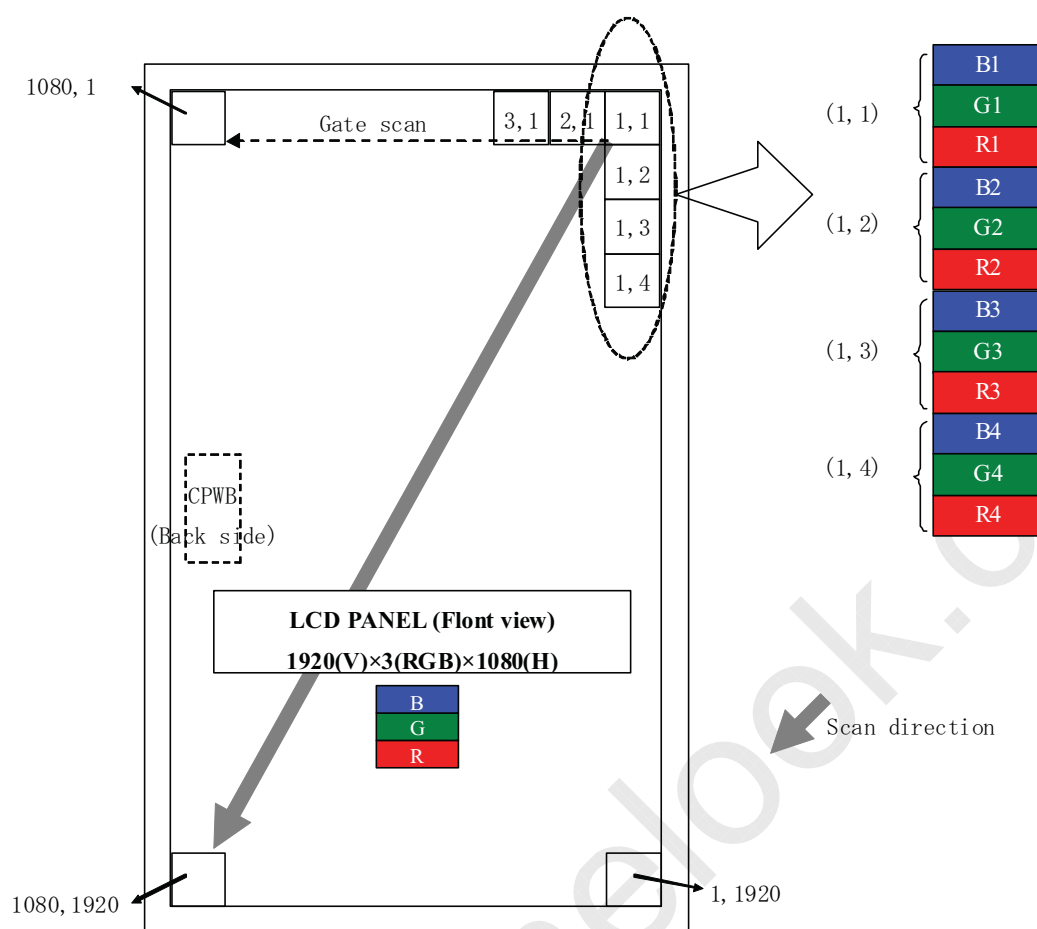 1080, 1
Gate scan
3, 1 2, 1 1, 1
1, 2
1, 3
1, 4
CPWB
(Back side)
LCD PANEL (Flont view)
1920(V)×3(RGB)×1080(H)
B
G
R
1080, 1920
1, 1920
(1, 1)
B1
G1
R1
(1, 2)
B2
G2
R2
(1, 3)
B3
G3
R3
(1, 4)
B4
G4
R4
Scan direction
elook.